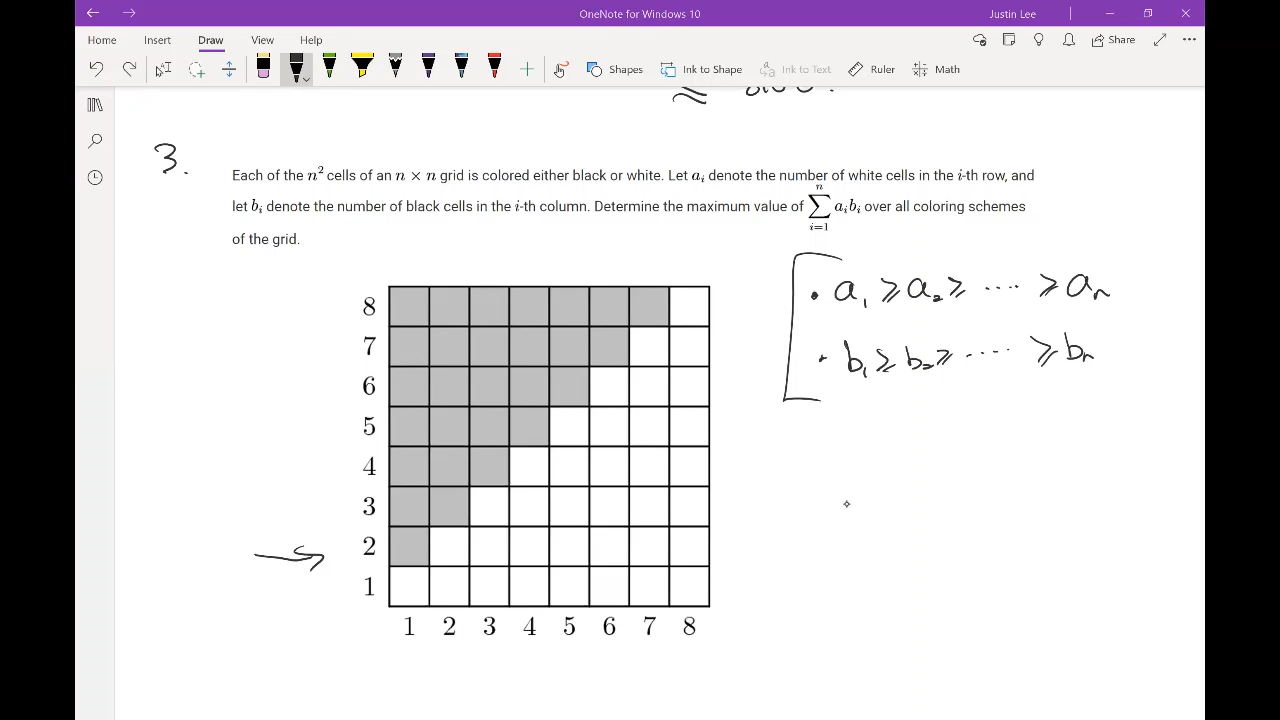 OneNote for Windows 10
Justin Lee
Home Insert Draw View Help
Share
Shapes Ink to Shape Ink to Text Ruler Math
3.
Each of the n² cells of an n × n grid is colored either black or white. Let aᵢ denote the number of white cells in the i-th row, and
let bᵢ denote the number of black cells in the i-th column. Determine the maximum value of ∑ⁿᵢ₌₁ aᵢbᵢ over all coloring schemes
of the grid.
• a₁ ≥ a₂ ≥ .... ≥ aₙ
• b₁ ≥ b₂ ≥ .... ≥ bₙ
8
7
6
5
4
3
2
1
1 2 3 4 5 6 7 8